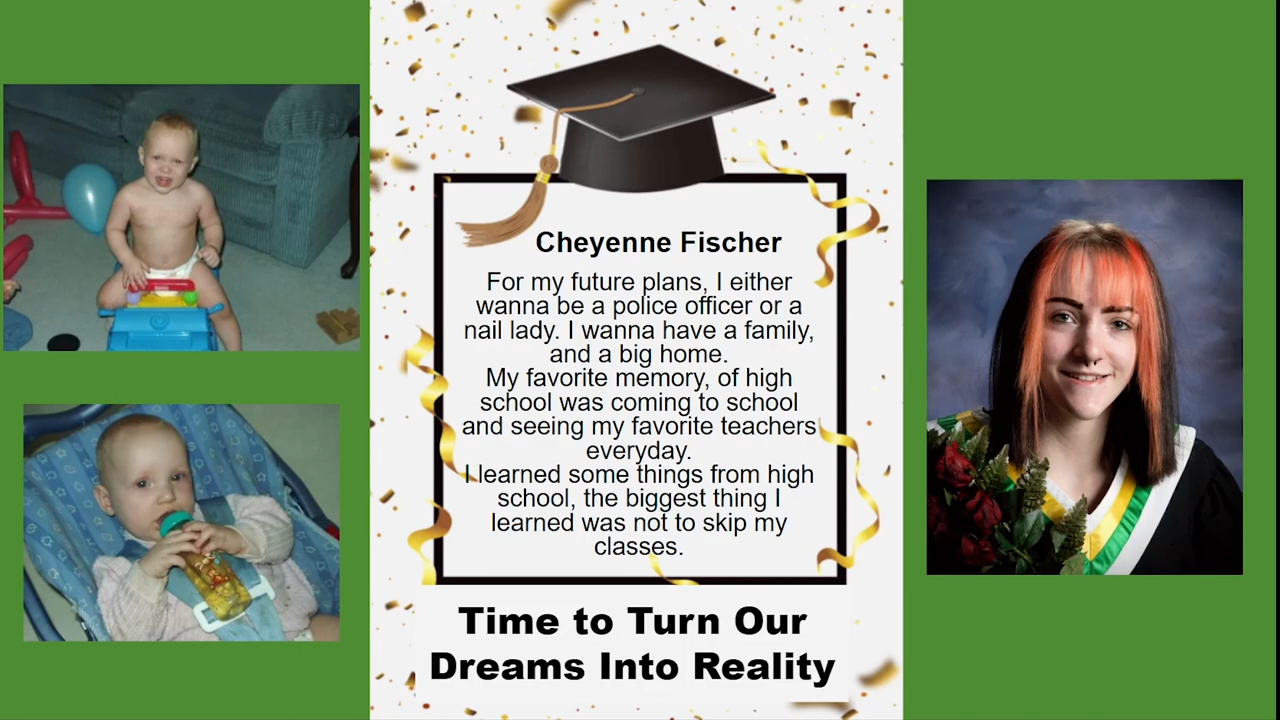 Cheyenne Fischer
For my future plans, I either
wanna be a police officer or a
nail lady. I wanna have a family,
and a big home.
My favorite memory, of high
school was coming to school
and seeing my favorite teachers
everyday.
I learned some things from high
school, the biggest thing I
learned was not to skip my
classes.
Time to Turn Our
Dreams Into Reality